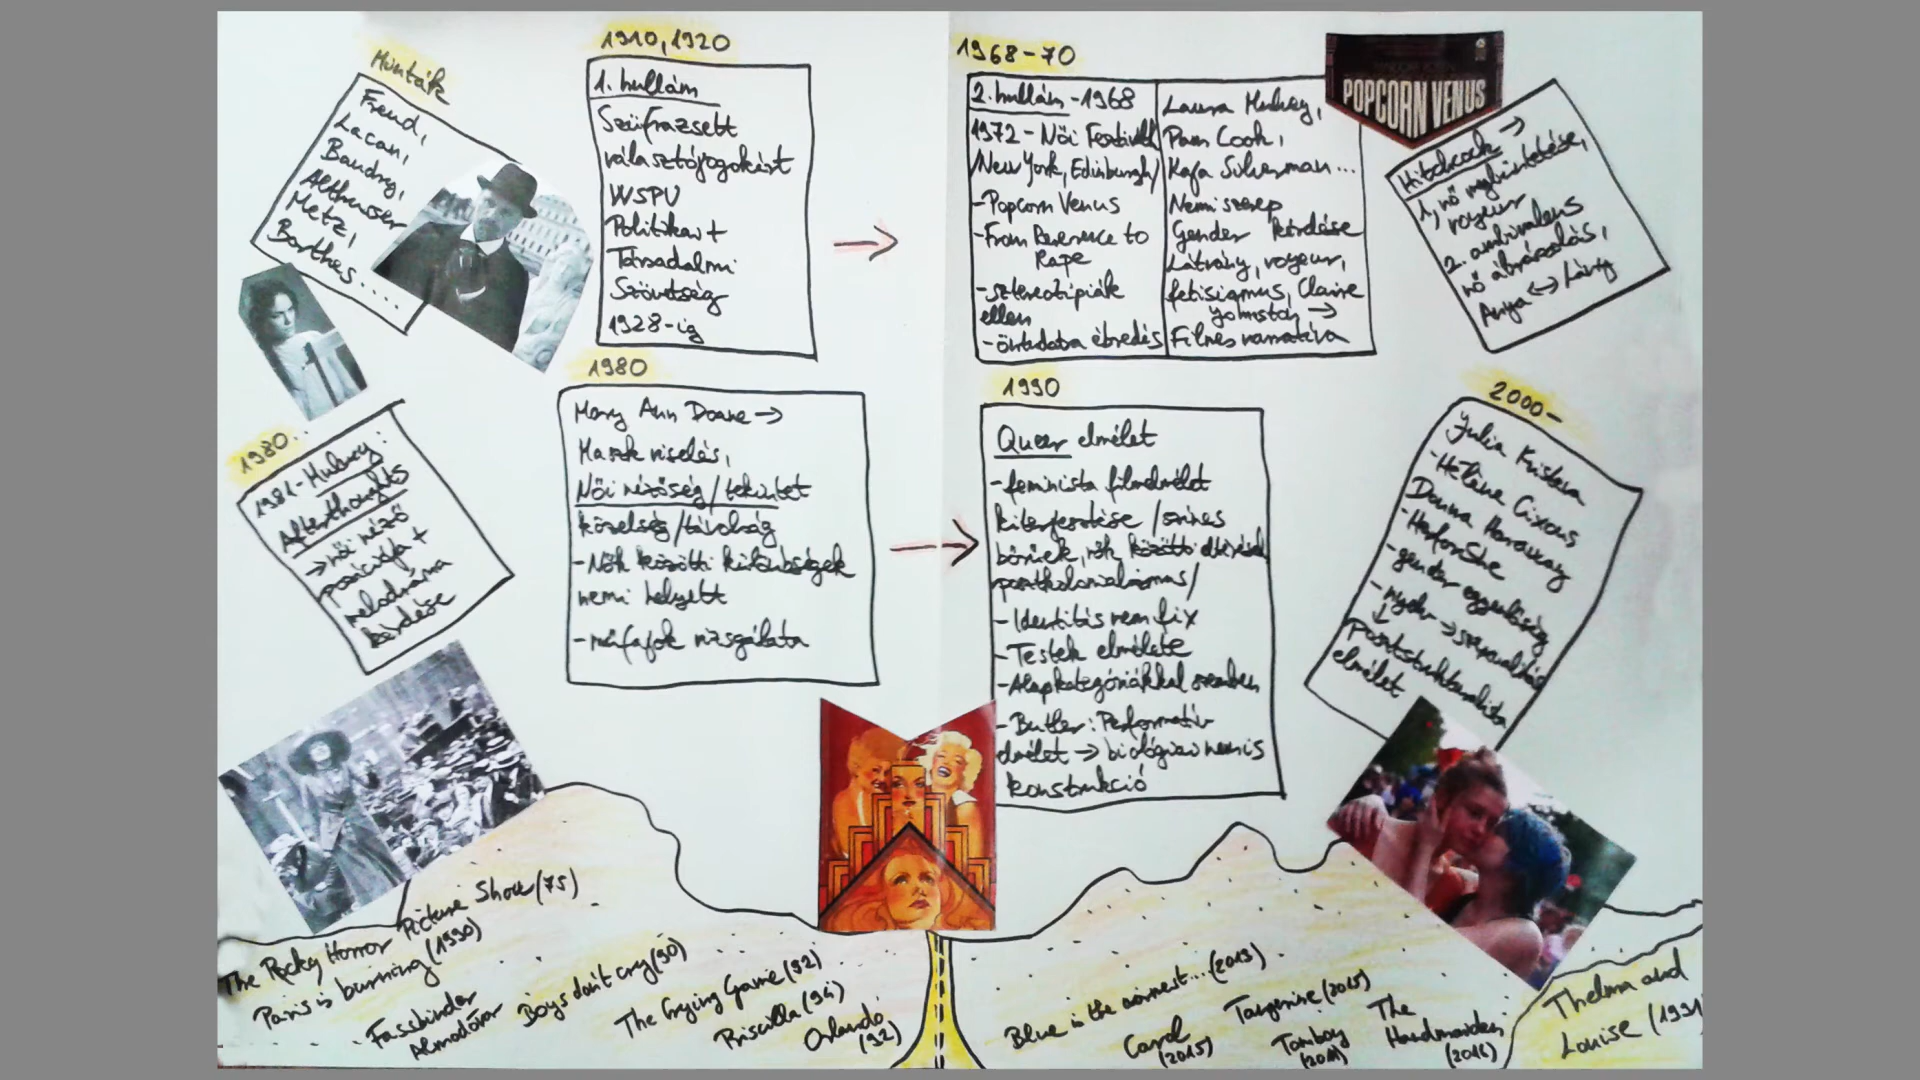 Minták
Freud,
Lacan,
Baudry,
Althusser
Metz,
Barthes....
1910, 1920
1. hullám
Szüfrazsett
választójogokért
WSPU
Politikai +
Társadalmi
Szövetség
1928-ig
→
1968-70
2. hullám - 1968
1972 - Női Fesztivál
/New York, Edinburgh/
- Popcorn Venus
- From Reverence to
Rape
- sztereotípiák
ellen
- öntudatra ébredés
Laura Mulvey,
Pam Cook,
Kaja Silverman...
Nemi szerep
Gender kérdése
Látvány, voyeur,
fetisizmus, Claire
Johnston →
Filmes narratíva
POPCORN VENUS
Hitchcock →
1, nő megbüntetése,
voyeur
2. ambivalens
nő ábrázolás,
Anya ↔ Lány
1980..
1981 - Mulvey:
Afterthoughts
→ női néző
pozíciója +
melodráma
kérdése
1980
Mary Ann Doane →
Maszk viselés,
Női nézőség/tekintet
közelség/távolság
- Nők közötti különbségek
nemi helyett
- műfajok vizsgálata
→
1990
Queer elmélet
- feminista filmelmélet
kiterjesztése /színes
bőrűek, nők közötti eltérések
posztkolonializmus/
- Identitás nem fix
- Testek elmélete
- Alapkategóriákkal szemben
- Butler: Performatív
elmélet → biológiai nem is
konstrukció
2000-
Julia Kristeva
- Hélène Cixous
Donna Haraway
- HeforShe
- gender egyenlőség
- nyelv → szexualitás
↓
Posztstrukturalista
elmélet
The Rocky Horror Picture Show (75)
Paris is burning (1990)
Fassbinder
Almodóvar
Boys don't cry (90)
The Crying Game (92)
Priscilla (94)
Orlando
(92)
Blue is the warmest... (2013)
Carol
(2015)
Tangerine (2015)
Tomboy
(2011)
The
Handmaiden
(2016)
Thelma and
Louise (1991